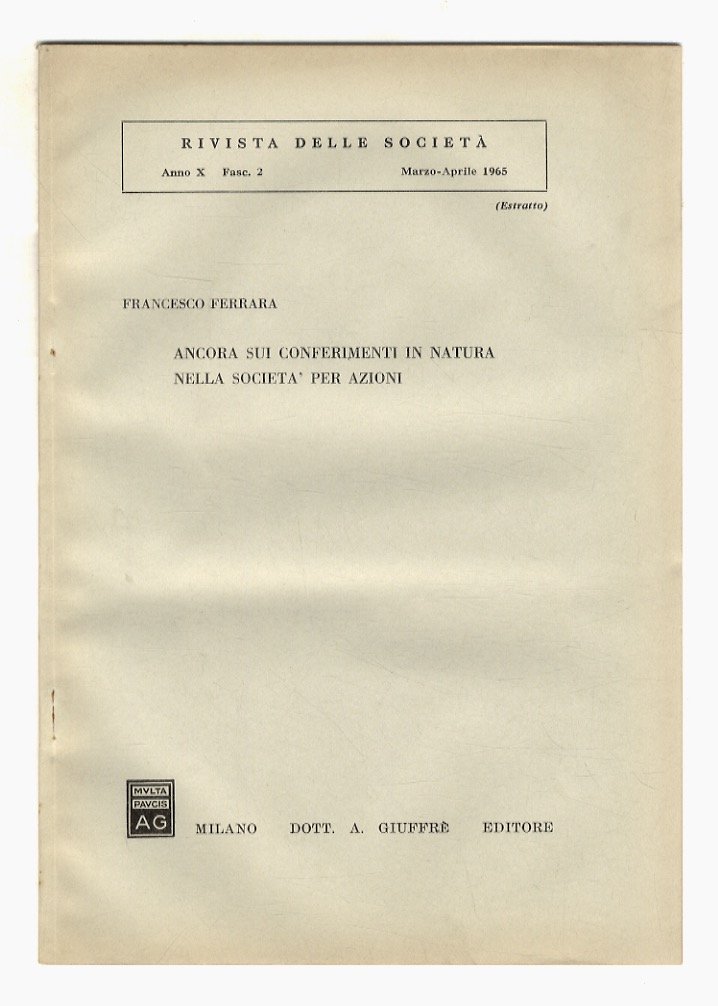 RIVISTA DELLE SOCIETÀ
Anno X Fasc. 2 Marzo-Aprile 1965
(Estratto)
FRANCESCO FERRARA
ANCORA SUI CONFERIMENTI IN NATURA
NELLA SOCIETA' PER AZIONI
MVLTA
PAVCIS
AG
MILANO DOTT. A. GIUFFRÈ EDITORE